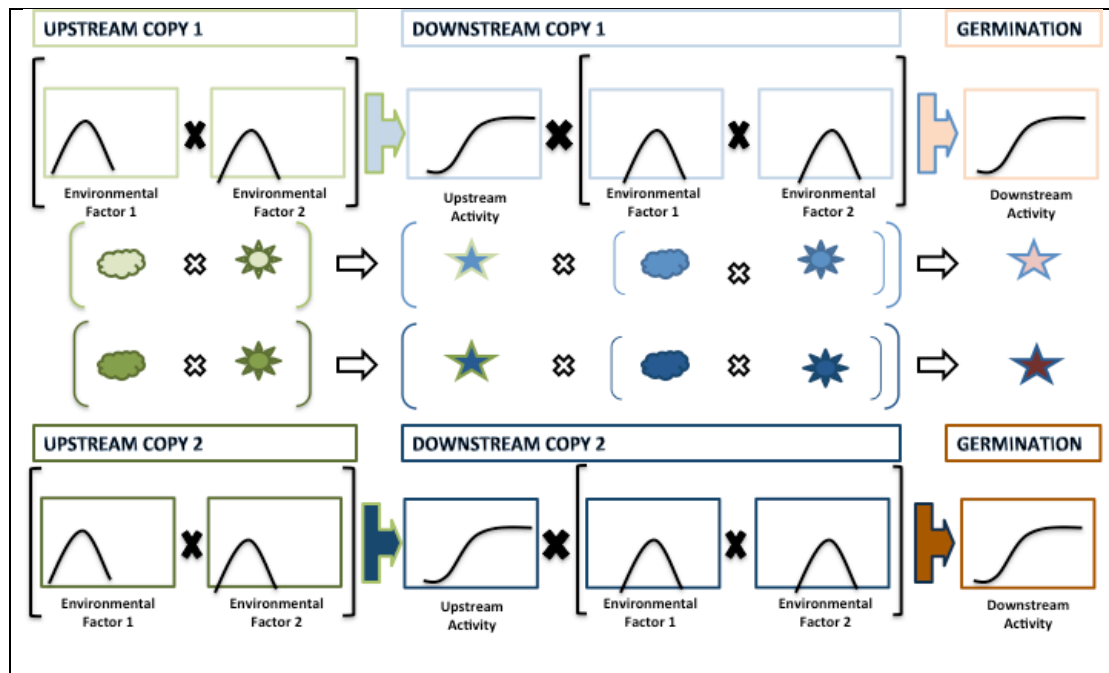 UPSTREAM COPY 1
DOWNSTREAM COPY 1
GERMINATION
Environmental
Factor 1
Environmental
Factor 2
Upstream
Activity
Environmental
Factor 1
Environmental
Factor 2
Downstream
Activity
UPSTREAM COPY 2
DOWNSTREAM COPY 2
GERMINATION
Environmental
Factor 1
Environmental
Factor 2
Upstream
Activity
Environmental
Factor 1
Environmental
Factor 2
Downstream
Activity